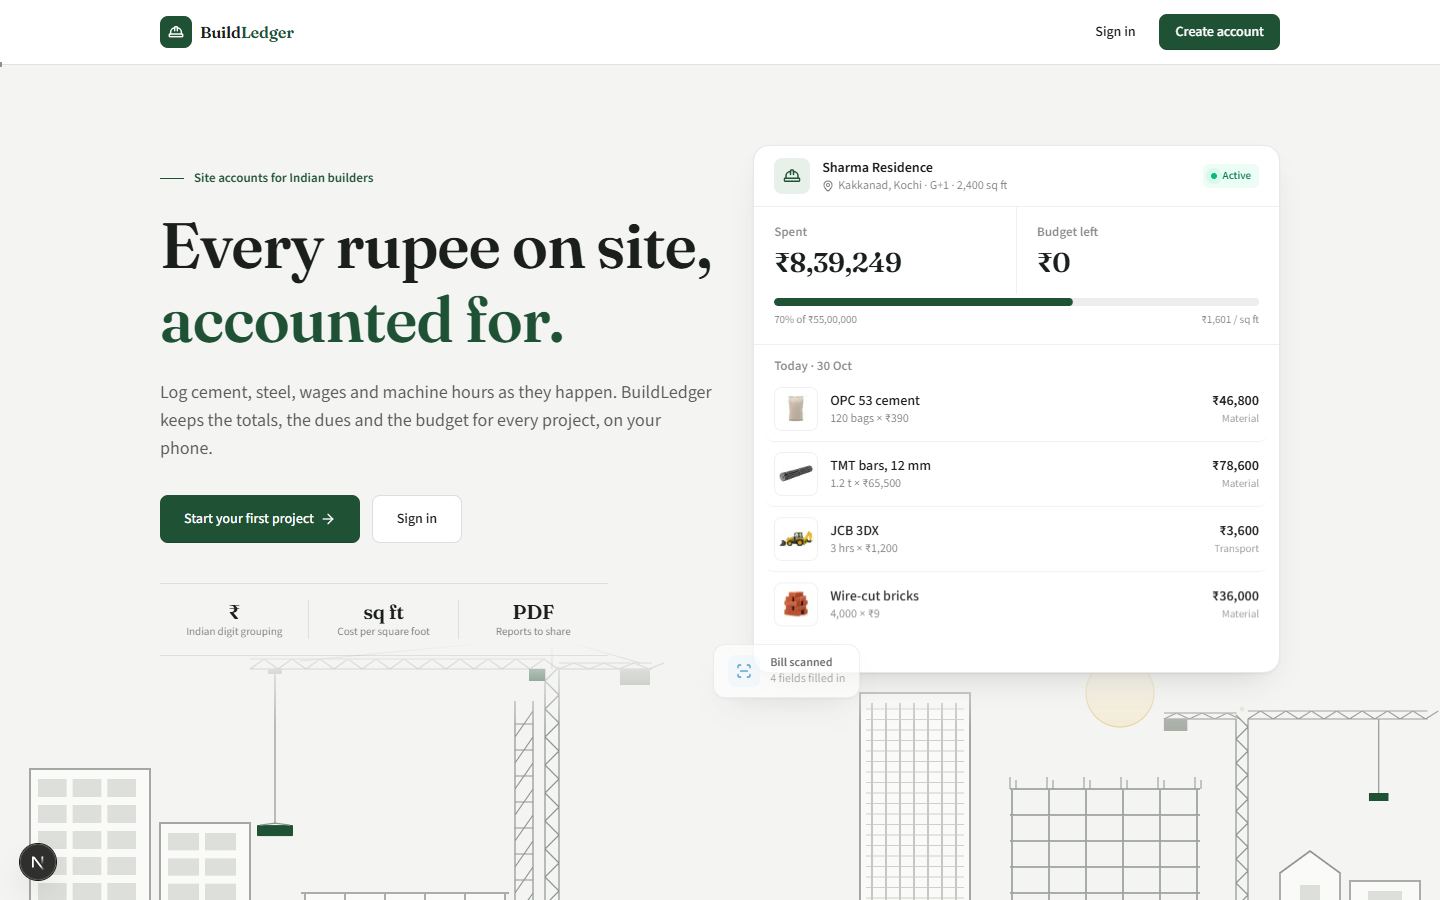 BuildLedger
Sign in
Create account
Site accounts for Indian builders
Every rupee on site,
accounted for.
Log cement, steel, wages and machine hours as they happen. BuildLedger
keeps the totals, the dues and the budget for every project, on your
phone.
Start your first project →
Sign in
₹
Indian digit grouping
sq ft
Cost per square foot
PDF
Reports to share
Sharma Residence
Kakkanad, Kochi · G+1 · 2,400 sq ft
Active
Spent
₹8,39,249
Budget left
₹0
70% of ₹55,00,000
₹1,601 / sq ft
Today · 30 Oct
OPC 53 cement
120 bags × ₹390
₹46,800
Material
TMT bars, 12 mm
1.2 t × ₹65,500
₹78,600
Material
JCB 3DX
3 hrs × ₹1,200
₹3,600
Transport
Wire-cut bricks
4,000 × ₹9
₹36,000
Material
Bill scanned
4 fields filled in
N